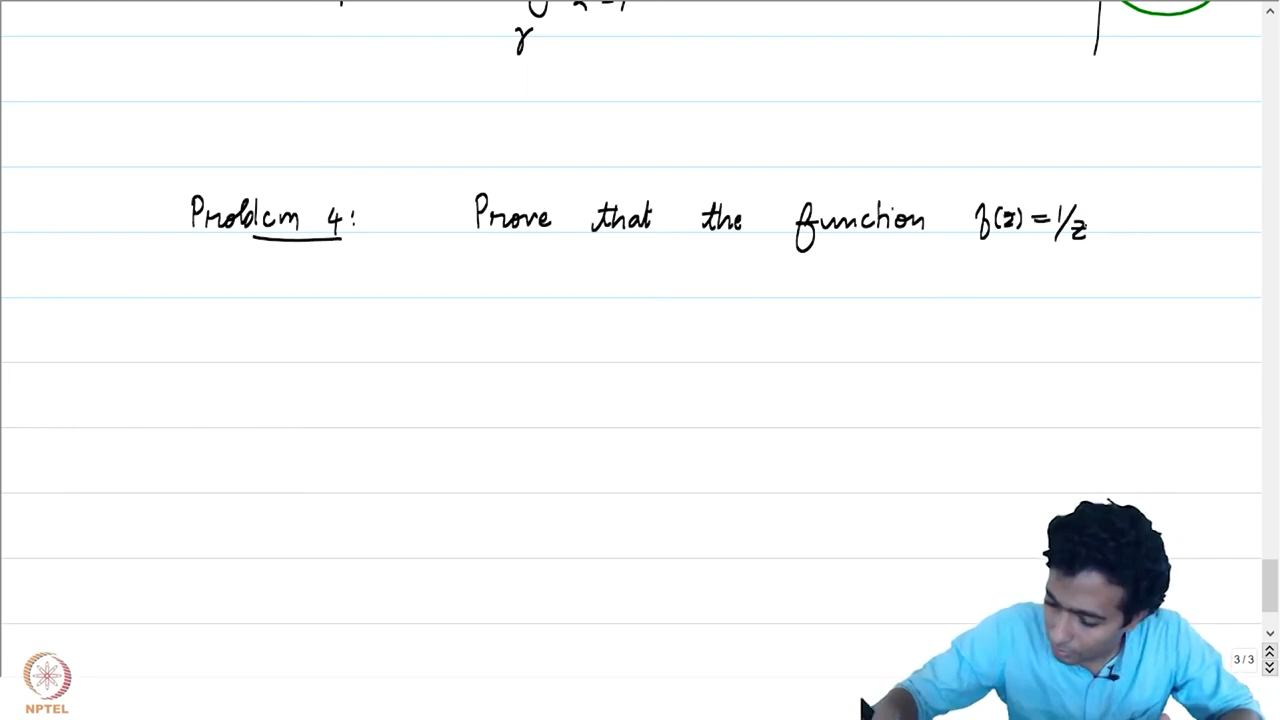 γ
Problem 4: Prove that the function f(z) = 1/z
3 / 3
NPTEL